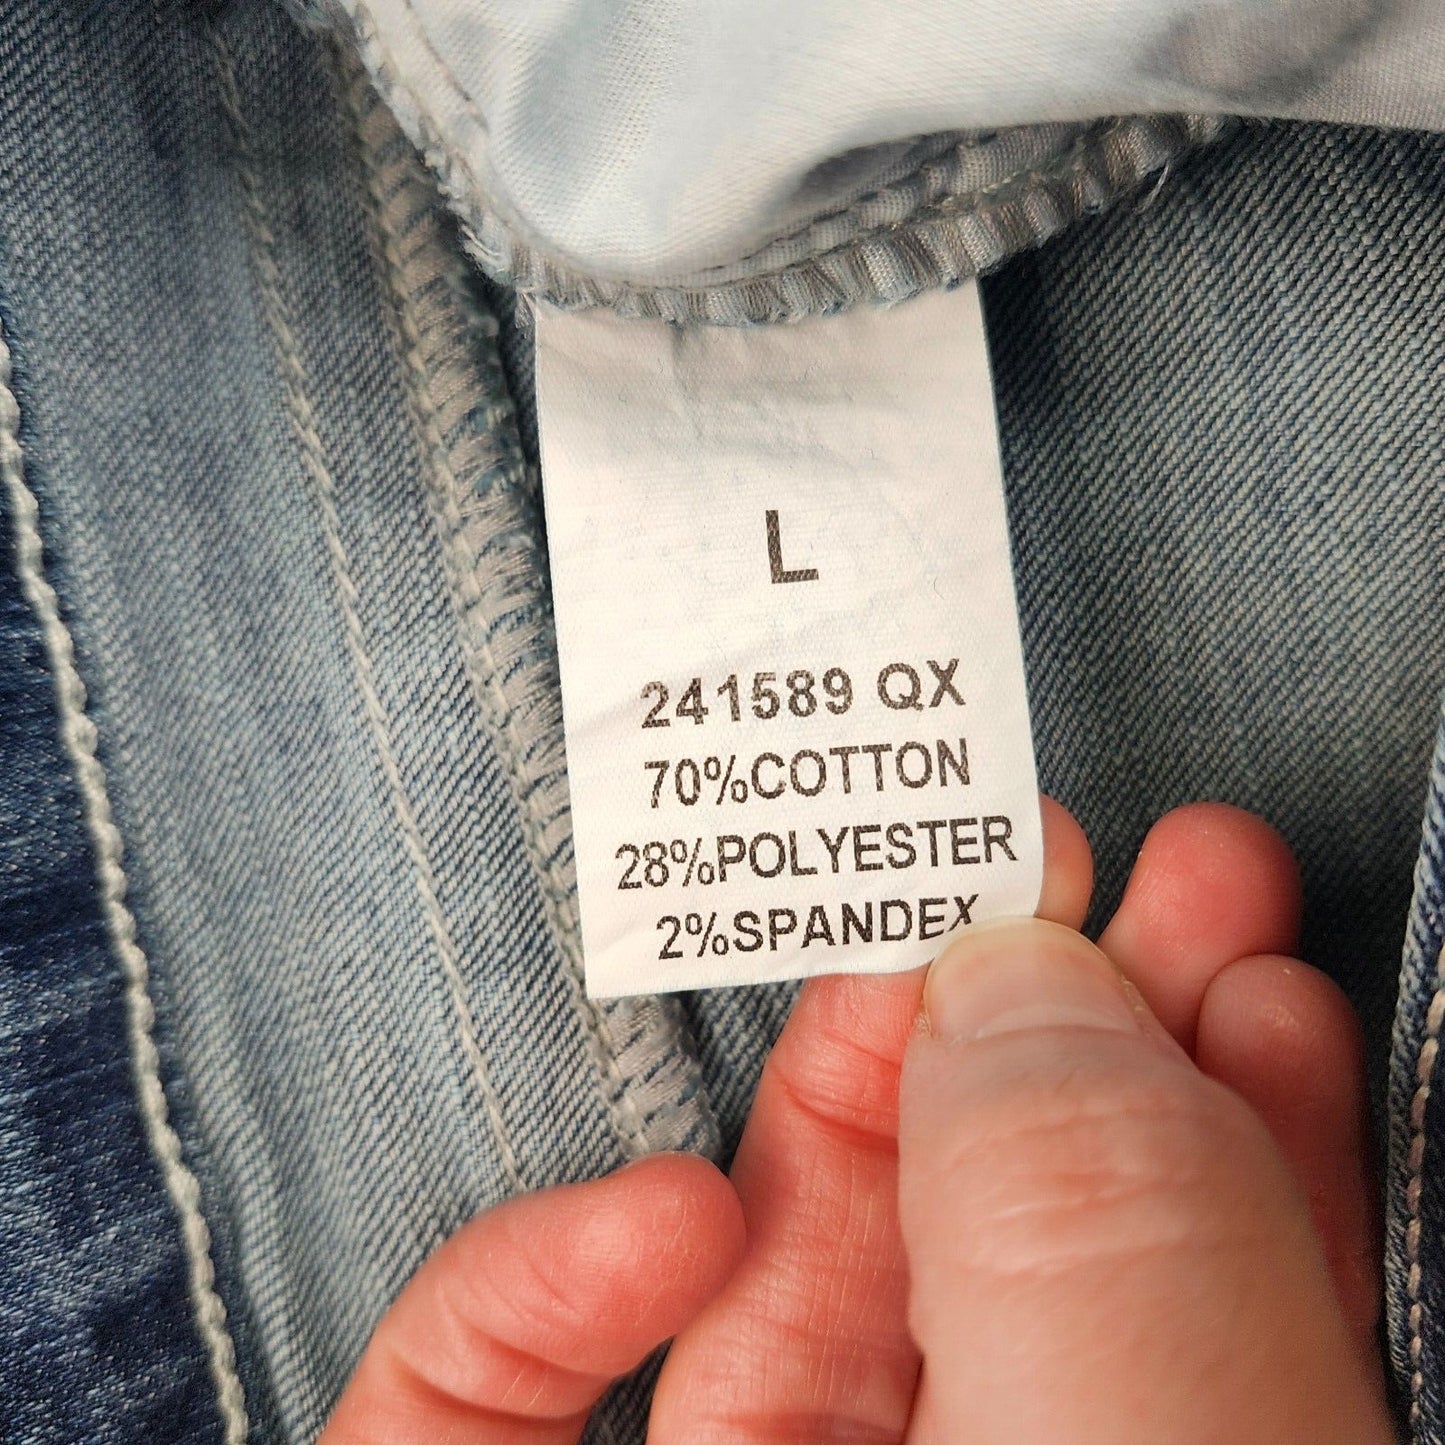 L
241589 QX
70%COTTON
28%POLYESTER
2%SPANDEX